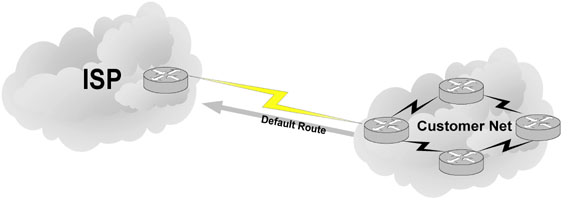 ISP
Default Route
Customer Net